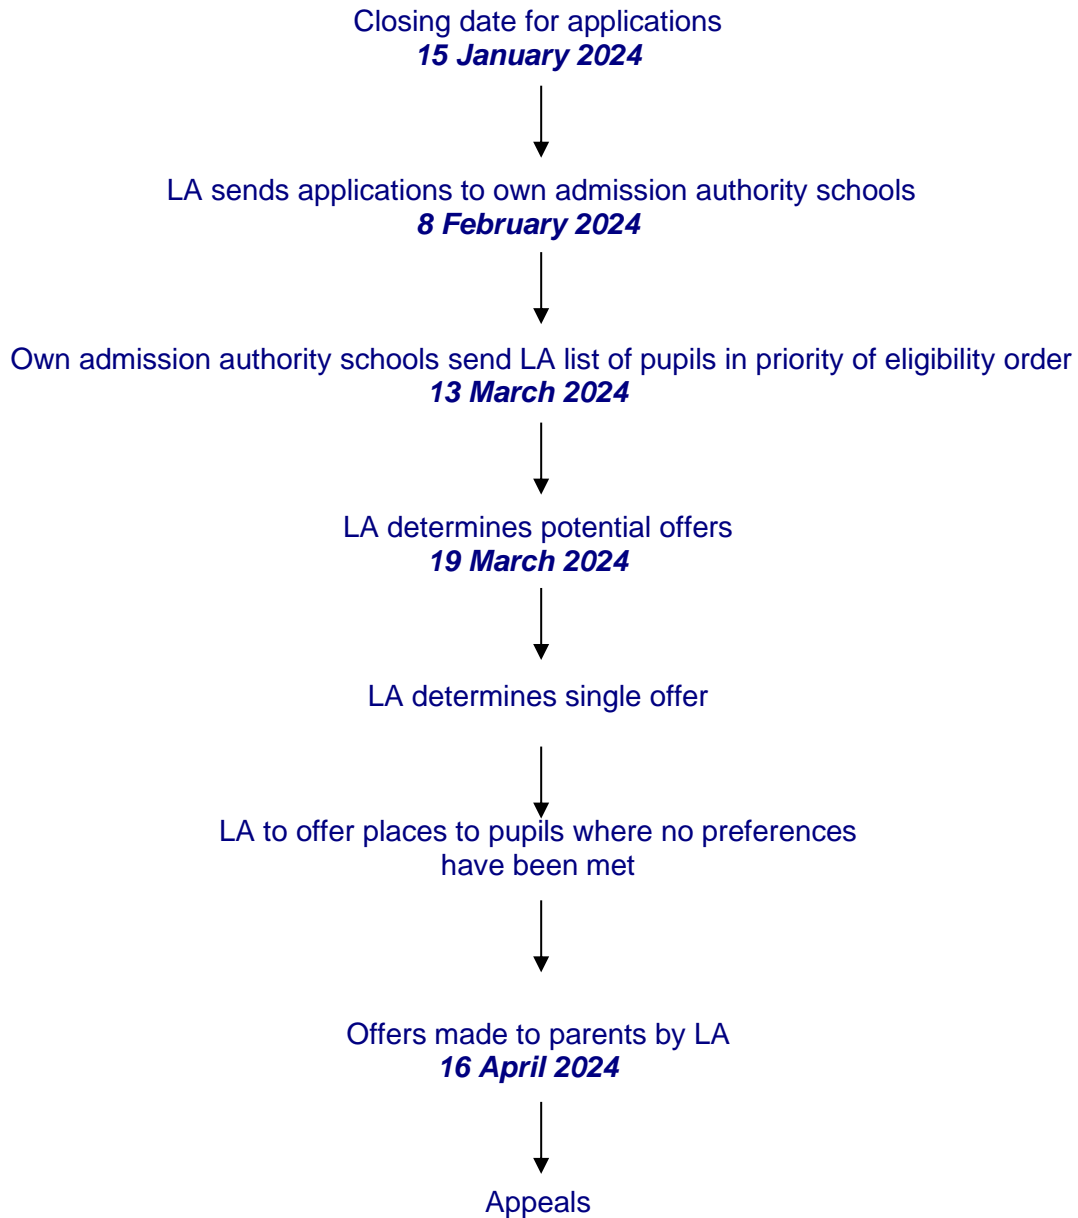 Closing date for applications
15 January 2024
LA sends applications to own admission authority schools
8 February 2024
Own admission authority schools send LA list of pupils in priority of eligibility order
13 March 2024
LA determines potential offers
19 March 2024
LA determines single offer
LA to offer places to pupils where no preferences
have been met
Offers made to parents by LA
16 April 2024
Appeals